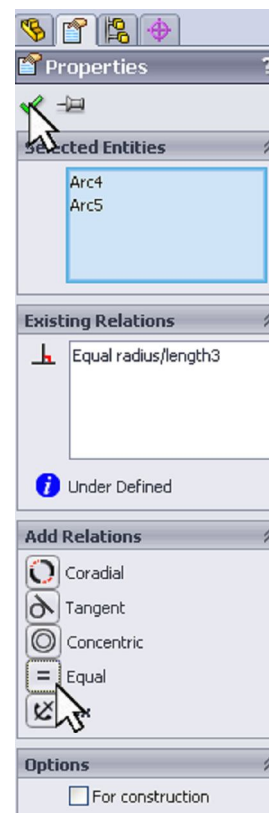 Properties
?
Selected Entities
Arc4
Arc5
Existing Relations
Equal radius/length3
i Under Defined
Add Relations
Coradial
Tangent
Concentric
= Equal
Options
For construction